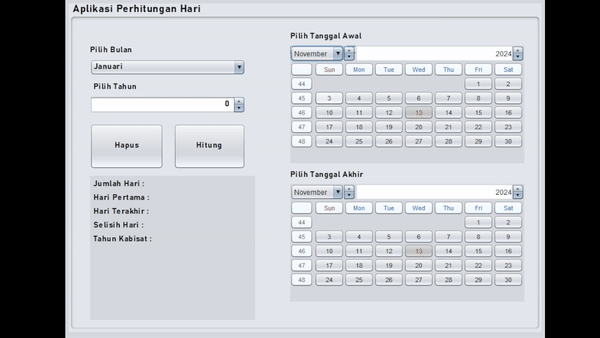 Aplikasi Perhitungan Hari
Pilih Bulan
Januari
Pilih Tahun
0
Hapus Hitung
Jumlah Hari :
Hari Pertama :
Hari Terakhir :
Selisih Hari :
Tahun Kabisat :
Pilih Tanggal Awal
November 2024
Sun Mon Tue Wed Thu Fri Sat
44 1 2
45 3 4 5 6 7 8 9
46 10 11 12 13 14 15 16
47 17 18 19 20 21 22 23
48 24 25 26 27 28 29 30
Pilih Tanggal Akhir
November 2024
Sun Mon Tue Wed Thu Fri Sat
44 1 2
45 3 4 5 6 7 8 9
46 10 11 12 13 14 15 16
47 17 18 19 20 21 22 23
48 24 25 26 27 28 29 30